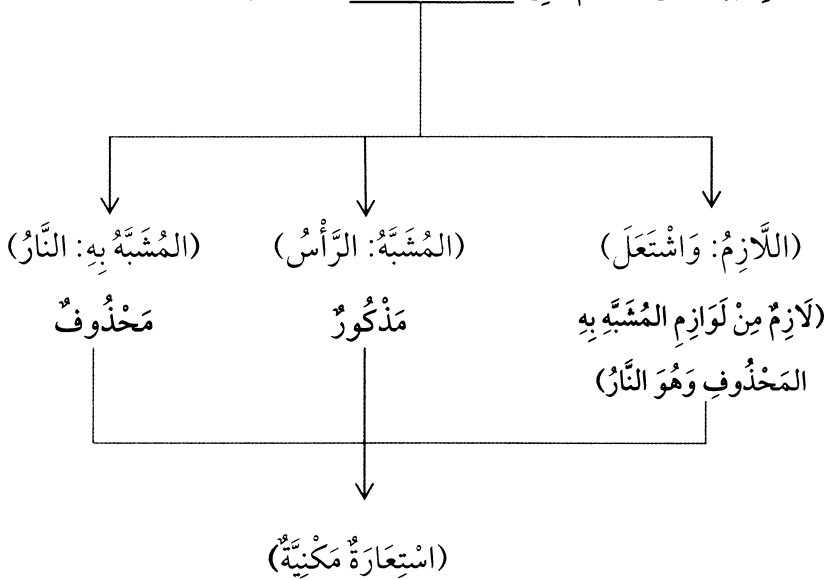 (اللَّازِمُ: وَاشْتَعَلَ) (المُشَبَّهُ: الرَّأْسُ) (المُشَبَّهُ بِهِ: النَّارُ)
(لَازِمٌ مِنْ لَوَازِمِ المُشَبَّهِ بِهِ مَذْكُورٌ مَحْذُوفٌ
المَحْذُوفِ وَهُوَ النَّارُ)
(اسْتِعَارَةٌ مَكْنِيَّةٌ)